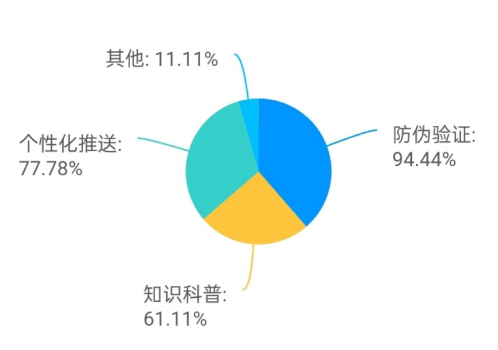 其他: 11.11%
个性化推送:
77.78%
防伪验证:
94.44%
知识科普:
61.11%